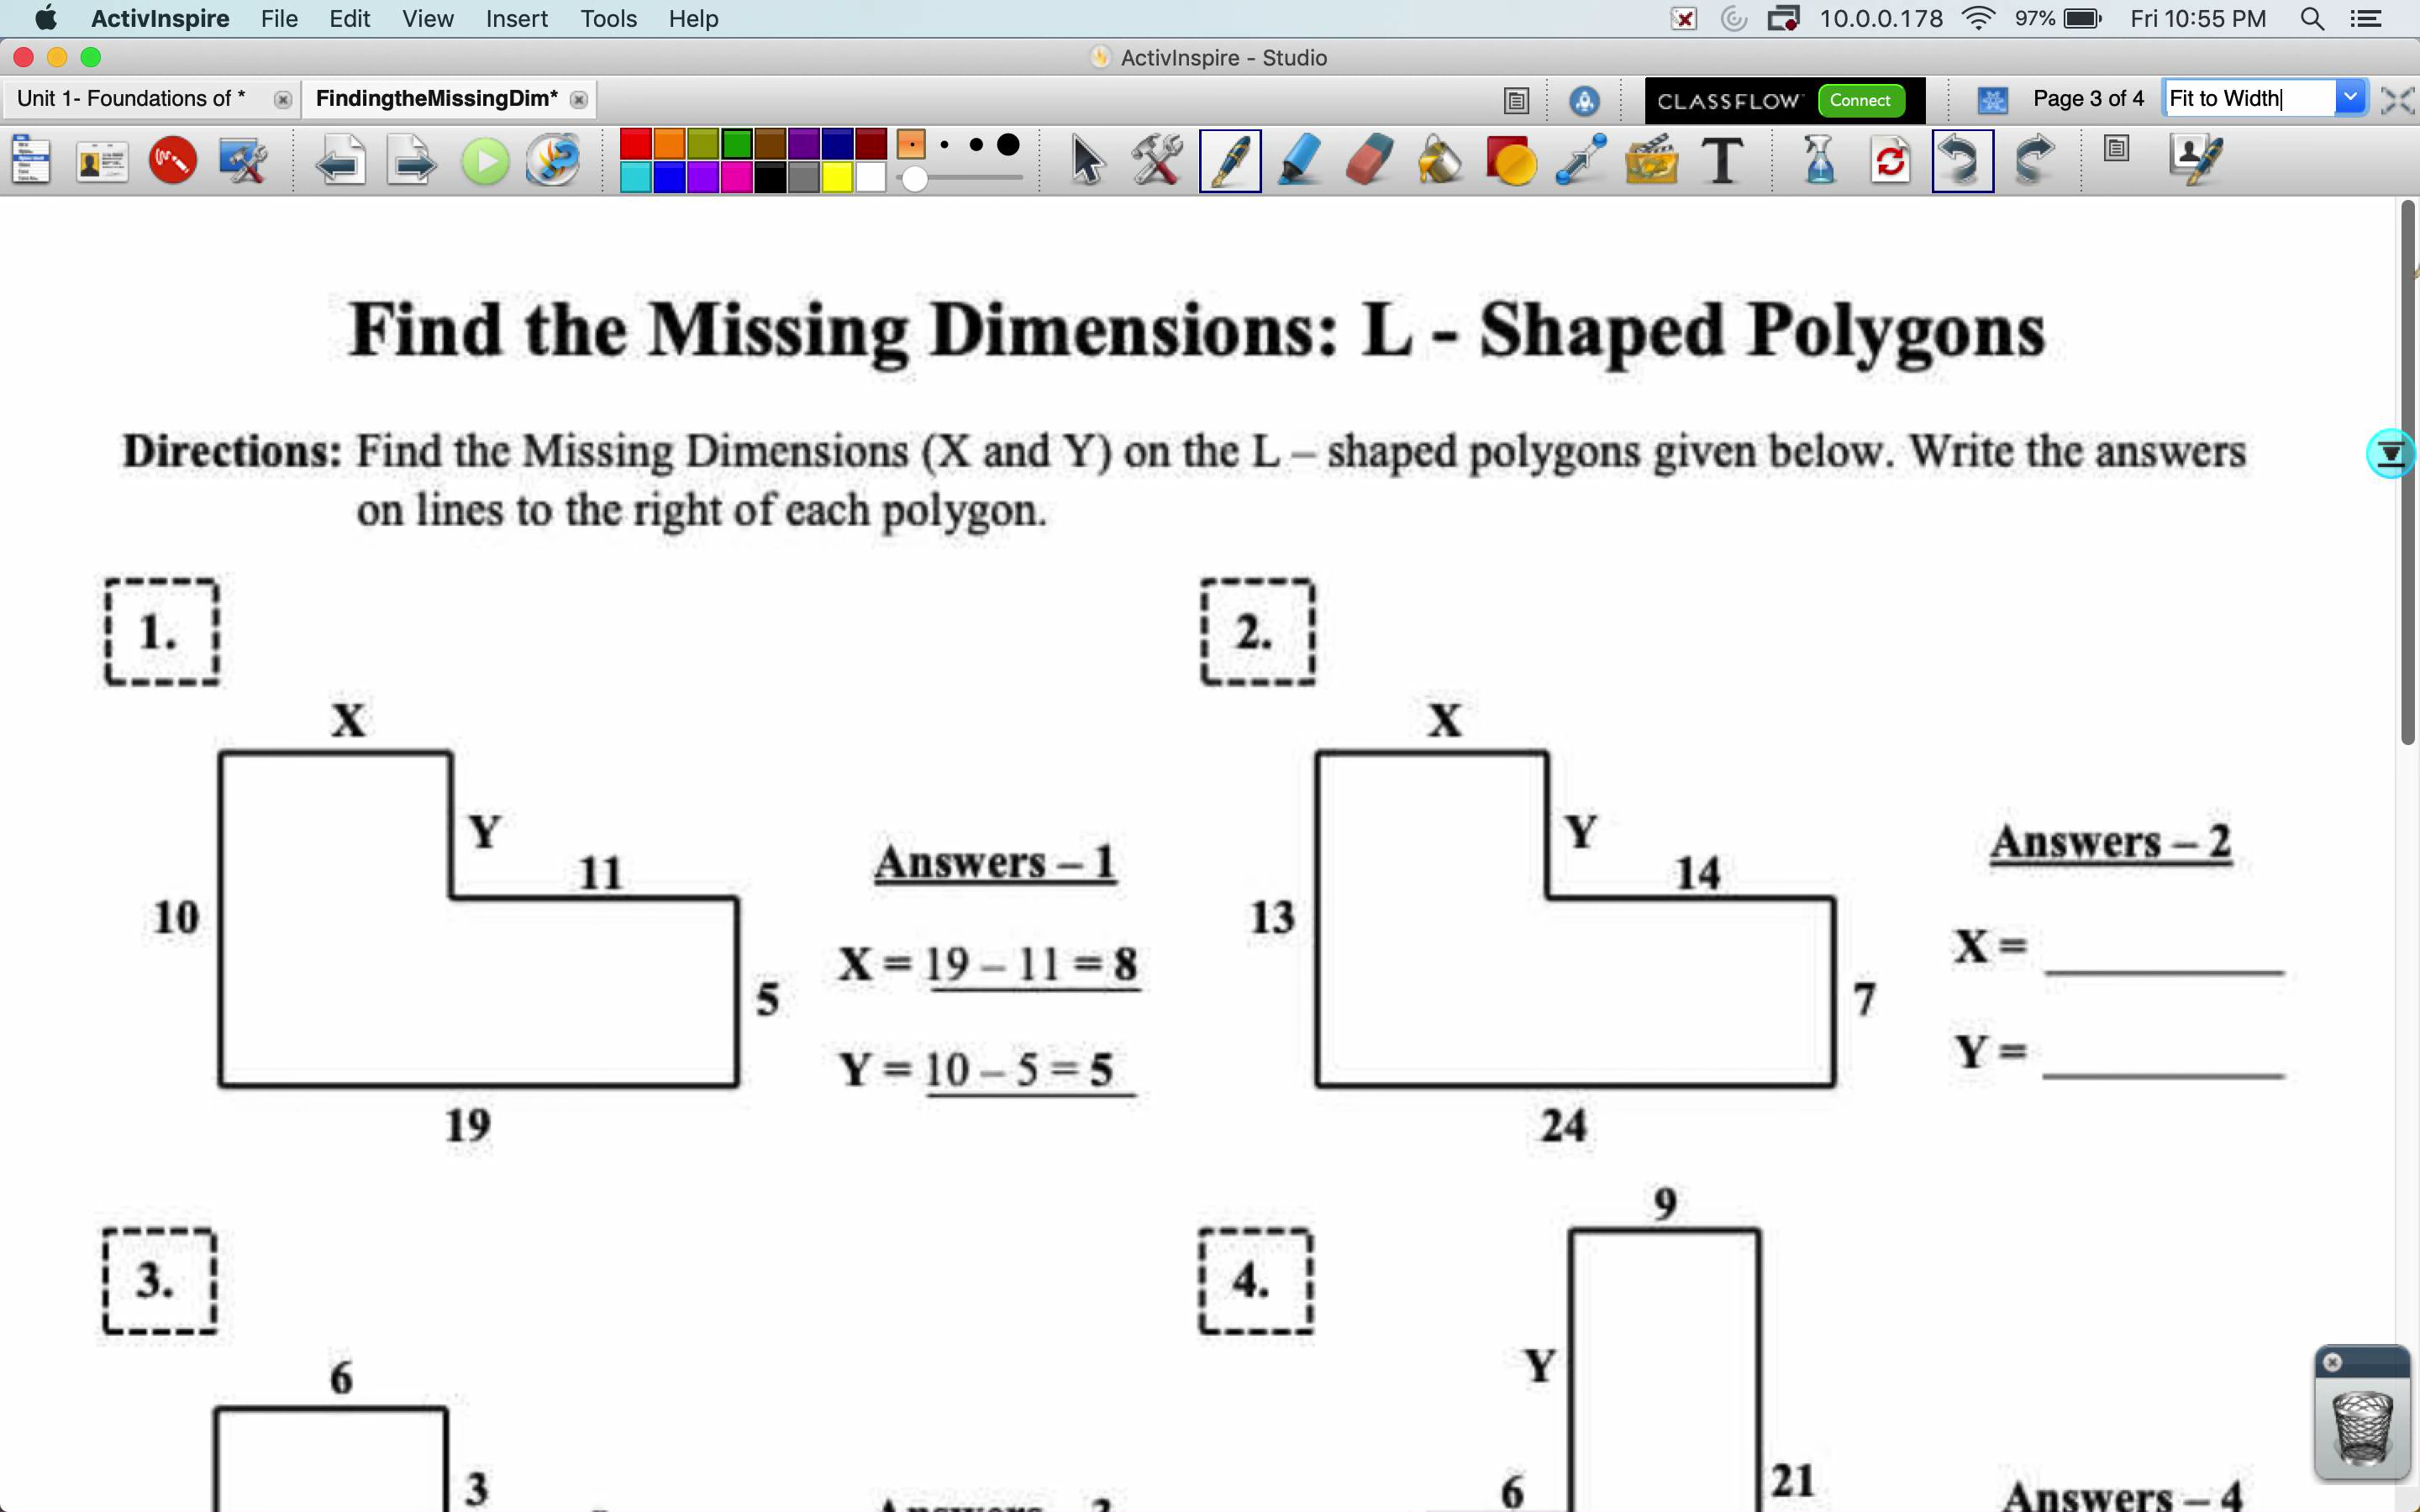 ActivInspire File Edit View Insert Tools Help 10.0.0.178 97% Fri 10:55 PM
ActivInspire - Studio
Unit 1- Foundations of * FindingtheMissingDim* CLASSFLOW Connect Page 3 of 4 Fit to Width
T
Find the Missing Dimensions: L - Shaped Polygons
Directions: Find the Missing Dimensions (X and Y) on the L – shaped polygons given below. Write the answers
on lines to the right of each polygon.
1.
X
Y
11
10
5
19
Answers – 1
X = 19 – 11 = 8
Y = 10 – 5 = 5
2.
X
Y
14
13
7
24
Answers – 2
X =
Y =
3.
6
3
4.
9
Y
6
21
Answers – 4